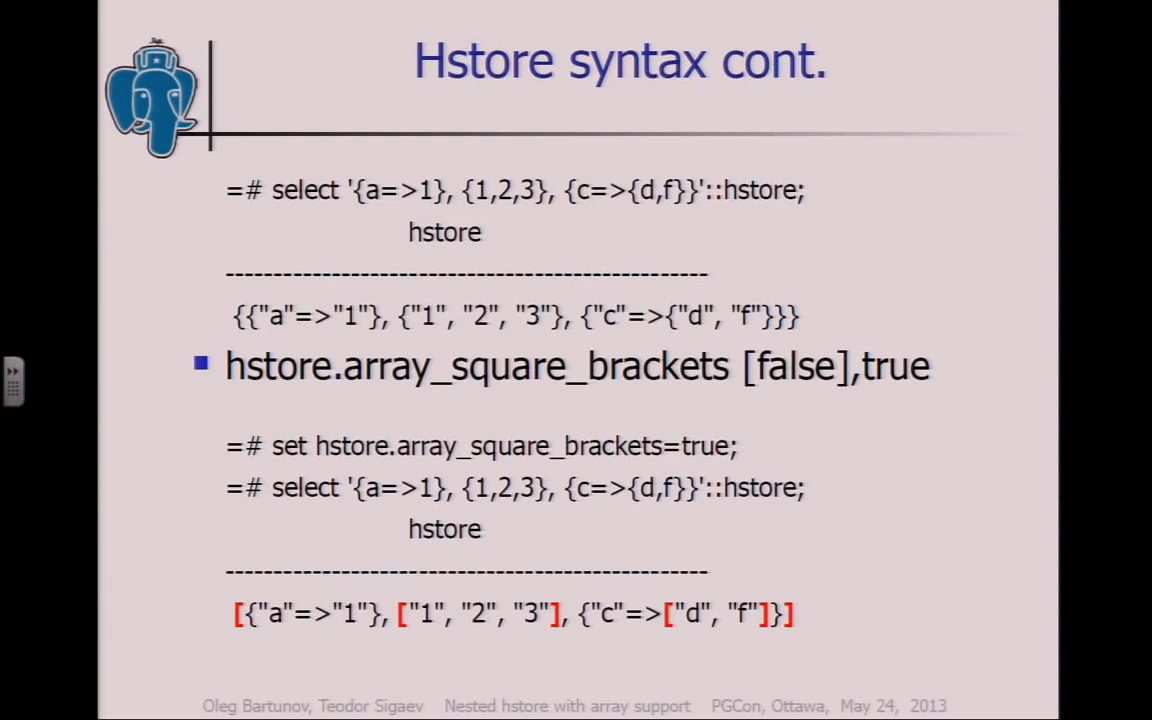 Hstore syntax cont.
=# select '{a=>1}, {1,2,3}, {c=>{d,f}}'::hstore;
hstore
---------------------------------------------------
{{"a"=>"1"}, {"1", "2", "3"}, {"c"=>{"d", "f"}}}
hstore.array_square_brackets [false],true
=# set hstore.array_square_brackets=true;
=# select '{a=>1}, {1,2,3}, {c=>{d,f}}'::hstore;
hstore
---------------------------------------------------
[{"a"=>"1"}, ["1", "2", "3"], {"c"=>["d", "f"]}]
Oleg Bartunov, Teodor Sigaev Nested hstore with array support PGCon, Ottawa, May 24, 2013